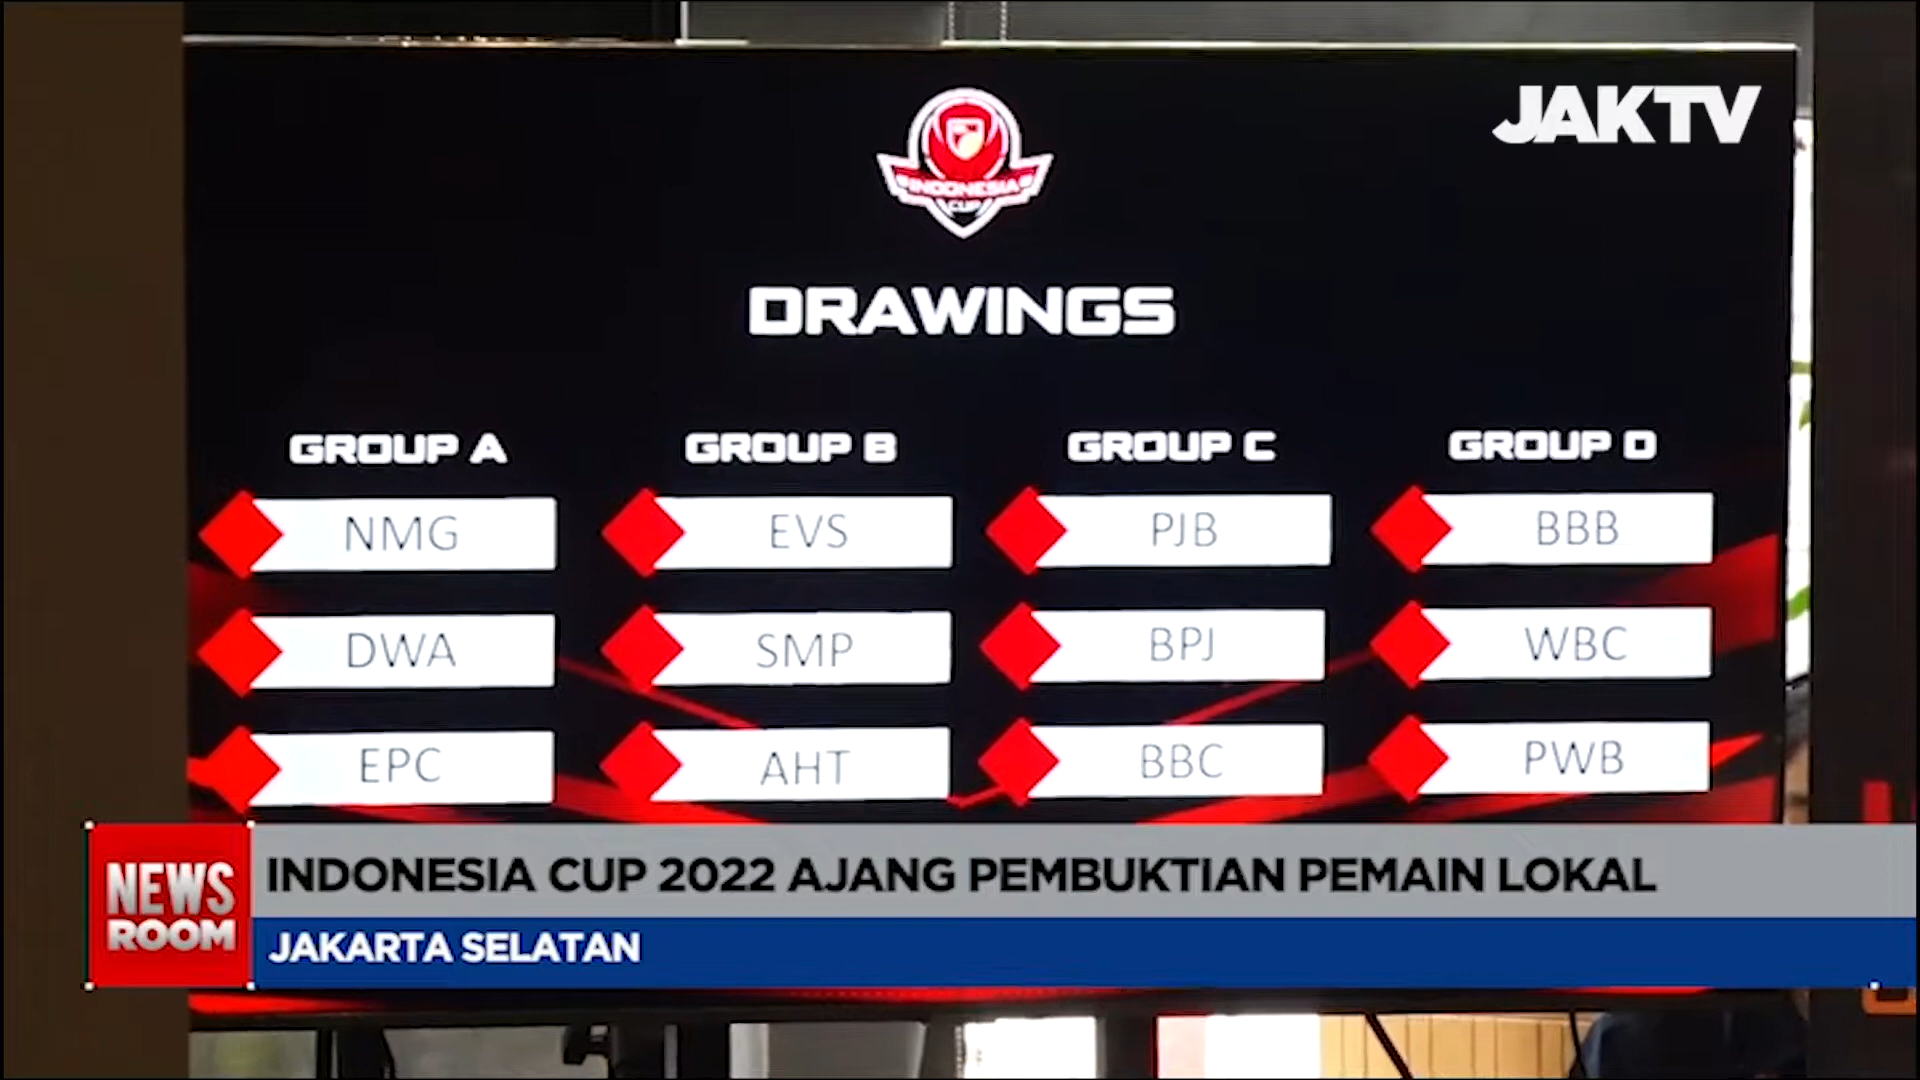 JAKTV
INDONESIA
CUP
DRAWINGS
GROUP A
GROUP B
GROUP C
GROUP D
NMG
EVS
PJB
BBB
DWA
SMP
BPJ
WBC
EPC
AHT
BBC
PWB
NEWS
ROOM
INDONESIA CUP 2022 AJANG PEMBUKTIAN PEMAIN LOKAL
JAKARTA SELATAN